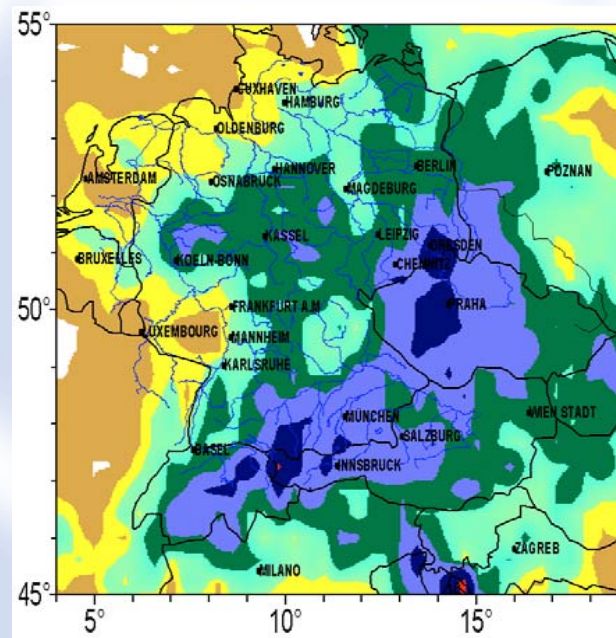 55°
CUXHAVEN
HAMBURG
OLDENBURG
HANNOVER
BERLIN
AMSTERDAM
OSNABRUCK
MAGDEBURG
POZNAN
KASSEL
LEIPZIG
DRESDEN
BRUXELLES
KOELN-BONN
CHEMNITZ
50°
FRANKFURT A.M
PRAHA
LUXEMBOURG
MANNHEIM
KARLSRUHE
MÜNCHEN
WIEN STADT
SALZBURG
BASEL
INNSBRUCK
ZAGREB
MILANO
45°
5° 10° 15°